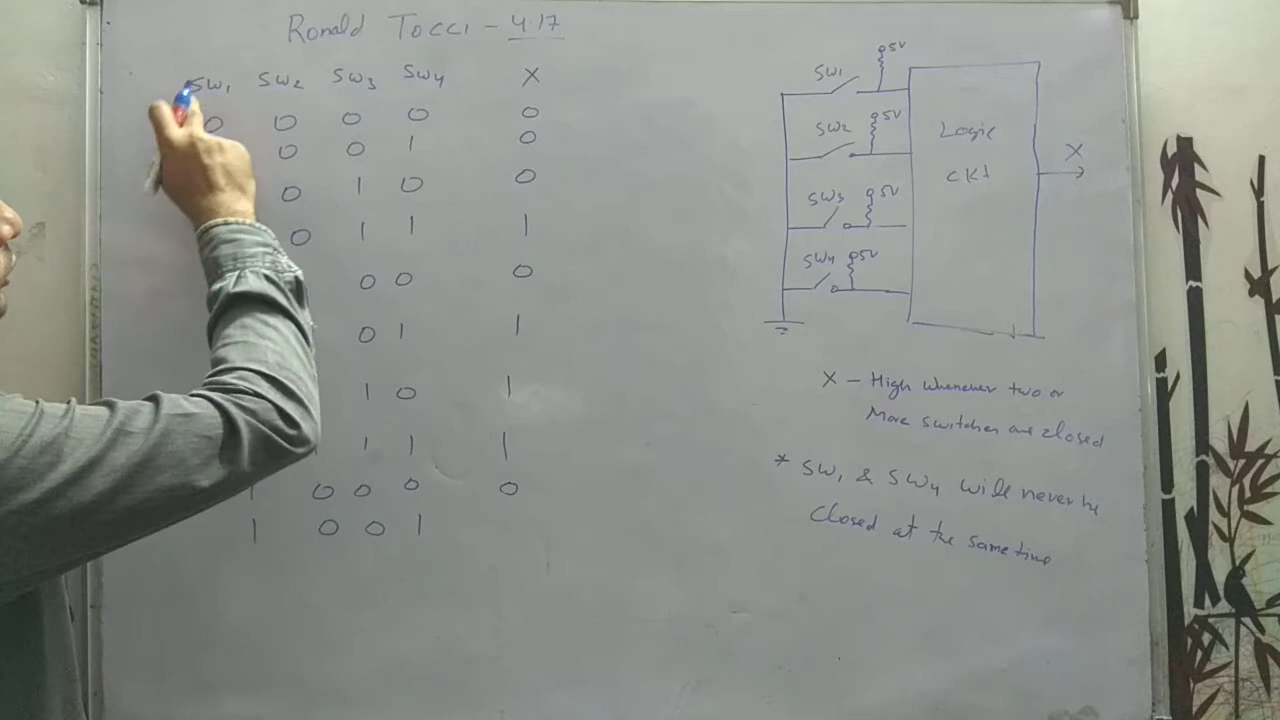 Ronald Tocci - 4.17
SW1 SW2 SW3 SW4 X
0 0 0 0 0
0 0 1 0
0 1 0 0
0 1 1 1
0 0 0
0 1 1
1 0 1
1 1 1
1 0 0 0 0
1 0 0 1
SW1 5V
SW2 5V
SW3 5V
SW4 5V
Logic
CKt
X
X - High whenever two or
More switches are closed
* SW1 & SW4 will never be
closed at the same time